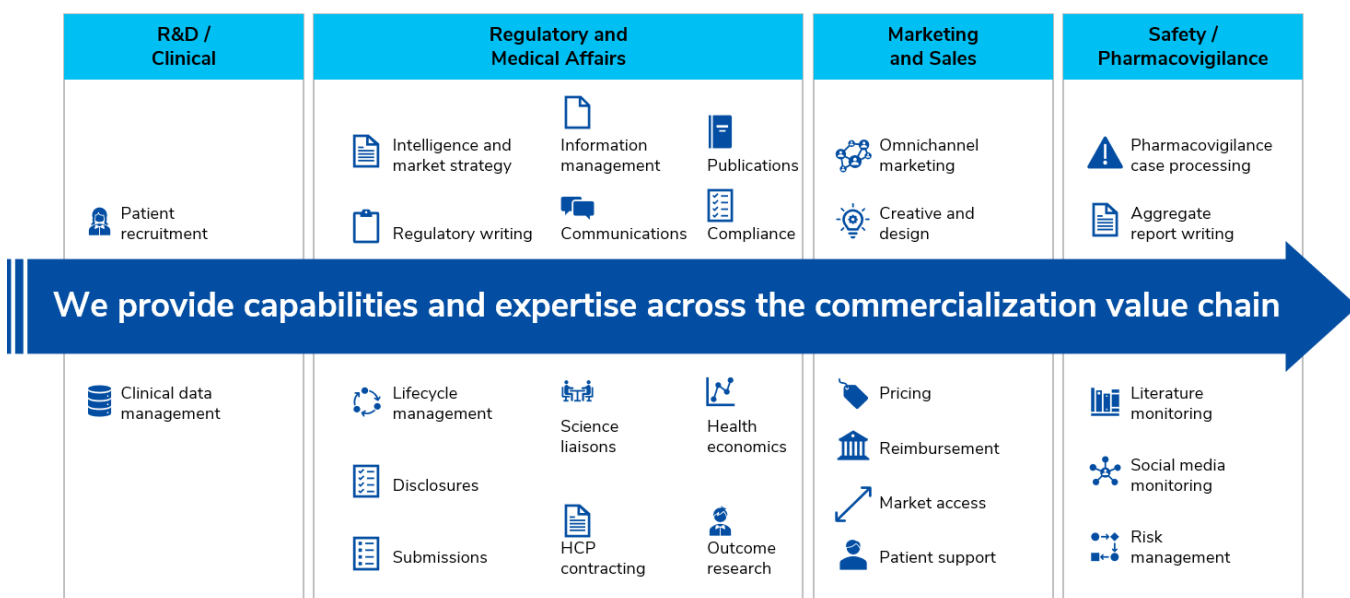 R&D /
Clinical
Regulatory and
Medical Affairs
Marketing
and Sales
Safety /
Pharmacovigilance
Patient
recruitment
Intelligence and
market strategy
Information
management
Publications
Regulatory writing
Communications
Compliance
Omnichannel
marketing
Creative and
design
Pharmacovigilance
case processing
Aggregate
report writing
We provide capabilities and expertise across the commercialization value chain
Clinical data
management
Lifecycle
management
Science
liaisons
Health
economics
Disclosures
Submissions
HCP
contracting
Outcome
research
Pricing
Reimbursement
Market access
Patient support
Literature
monitoring
Social media
monitoring
Risk
management